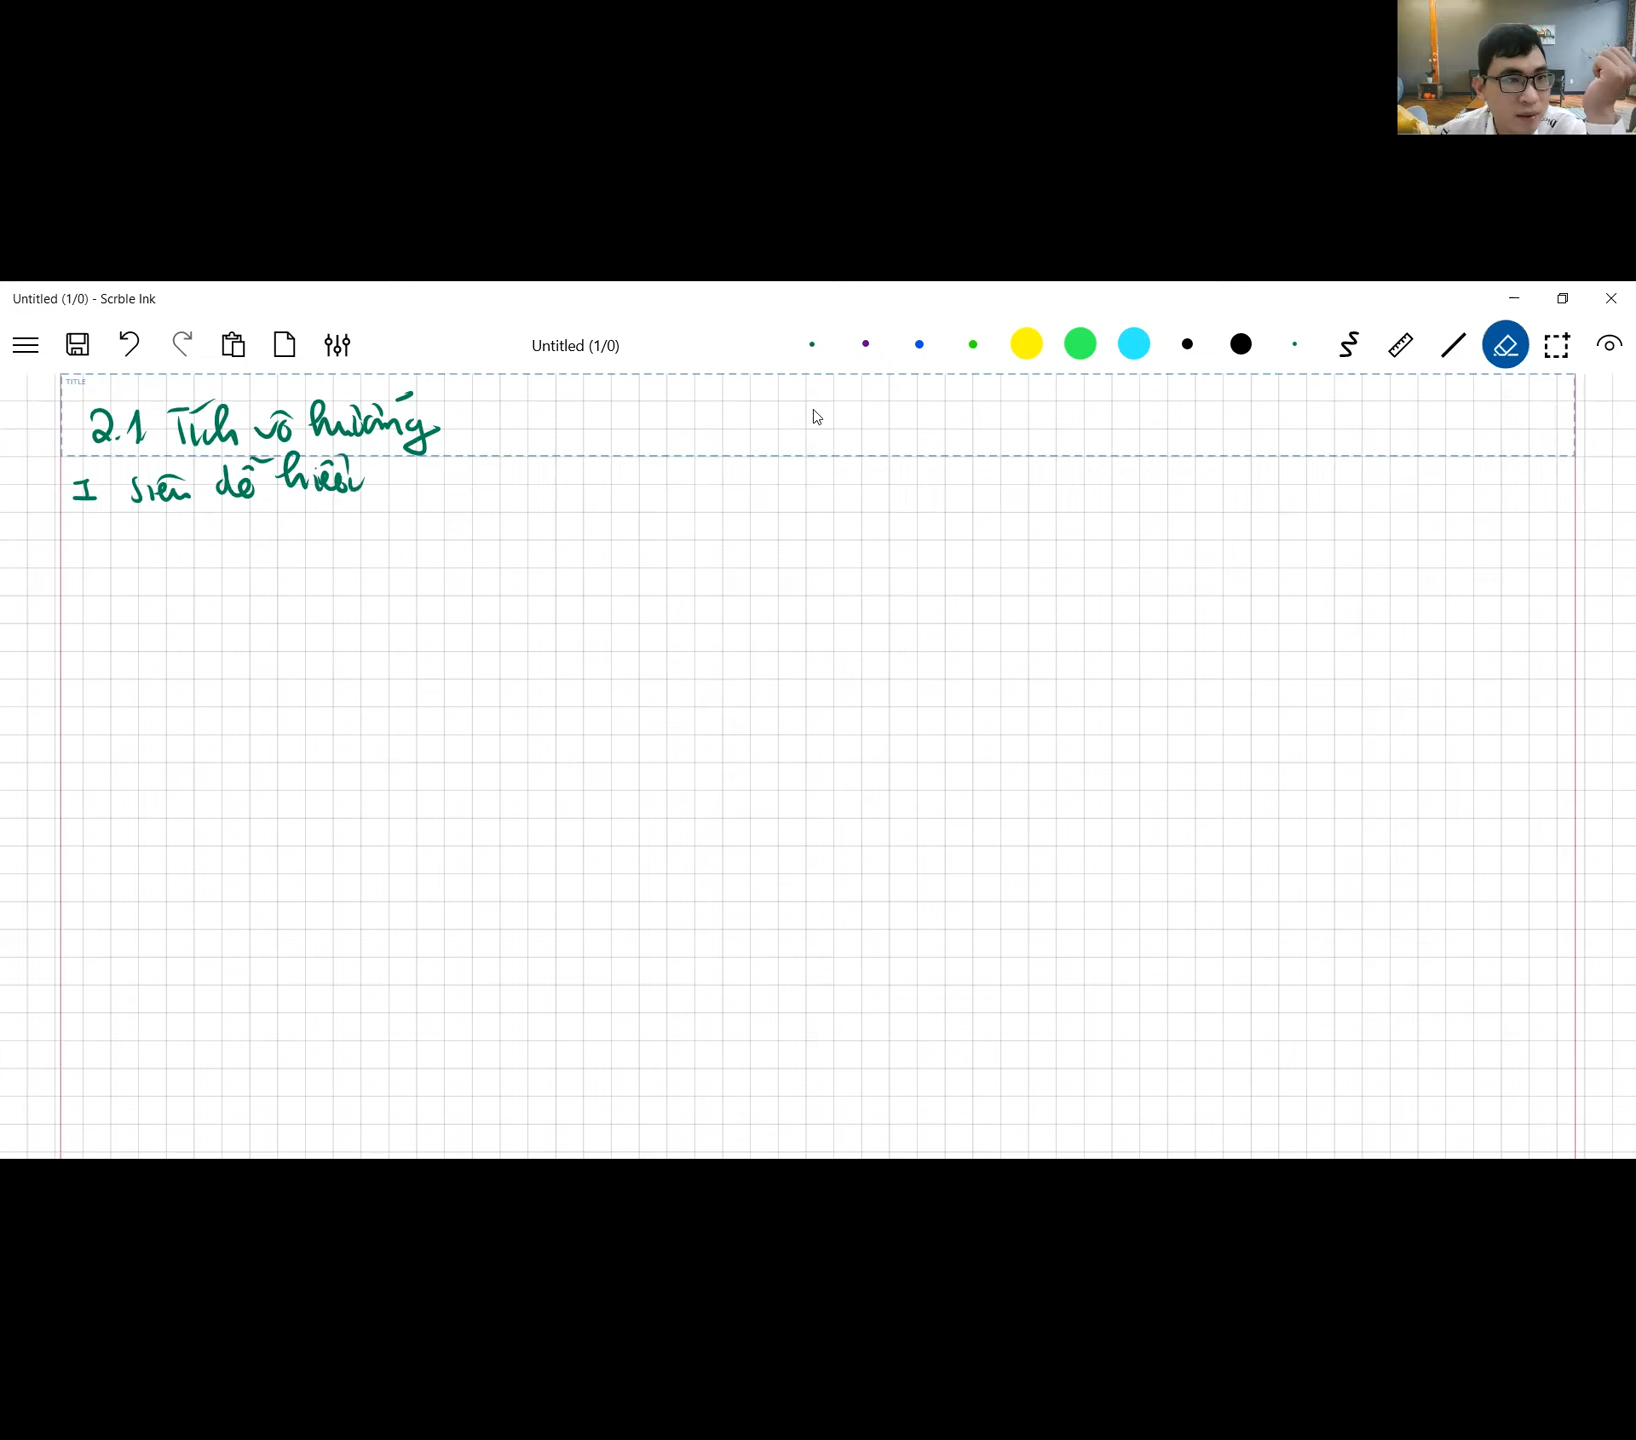 Untitled (1/0) - Scrble Ink
Untitled (1/0)
TITLE
2.1 Tích vô hướng
I siêu dễ hiểu